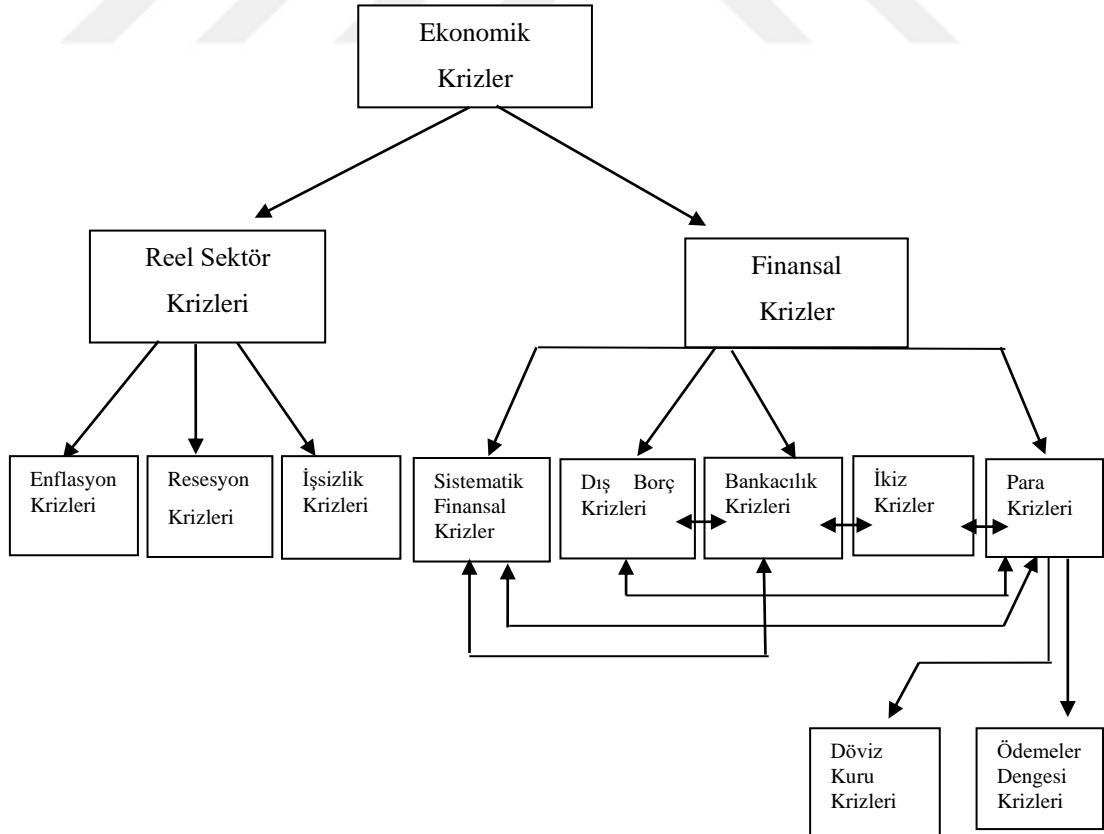 Ekonomik
Krizler
Reel Sektör
Krizleri
Finansal
Krizler
Enflasyon
Krizleri
Resesyon
Krizleri
İşsizlik
Krizleri
Sistematik
Finansal
Krizler
Dış Borç
Krizleri
Bankacılık
Krizleri
İkiz
Krizler
Para
Krizleri
Döviz
Kuru
Krizleri
Ödemeler
Dengesi
Krizleri